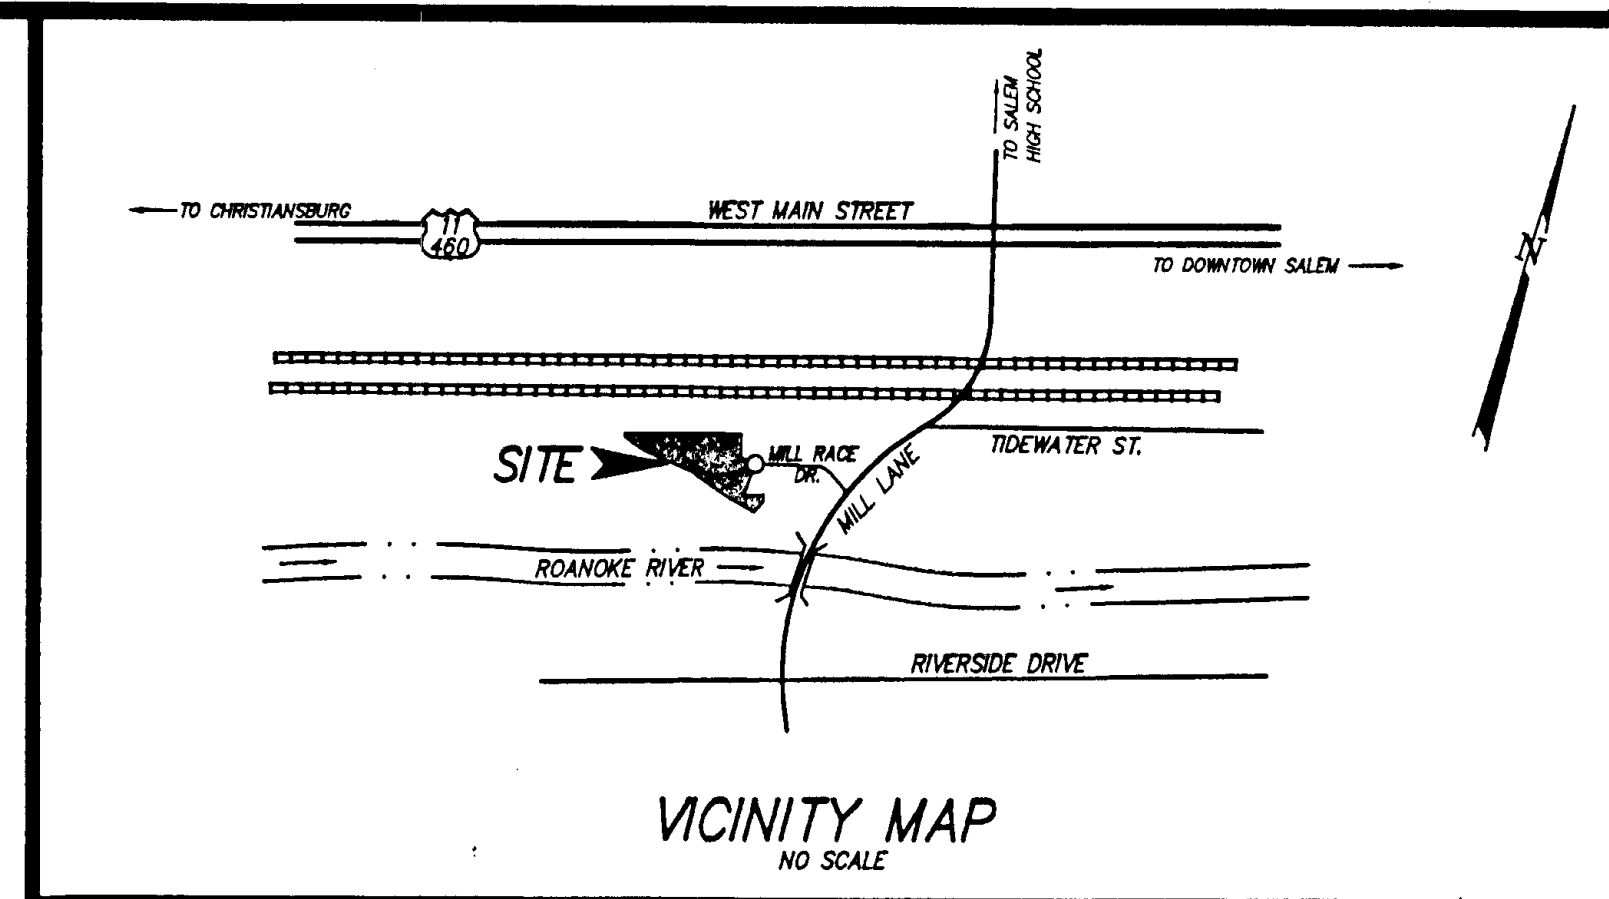 TO SALEM
HIGH SCHOOL
TO CHRISTIANSBURG
11
460
WEST MAIN STREET
TO DOWNTOWN SALEM
N
TIDEWATER ST.
SITE
MILL RACE
DR.
MILL LANE
ROANOKE RIVER
RIVERSIDE DRIVE
VICINITY MAP
NO SCALE